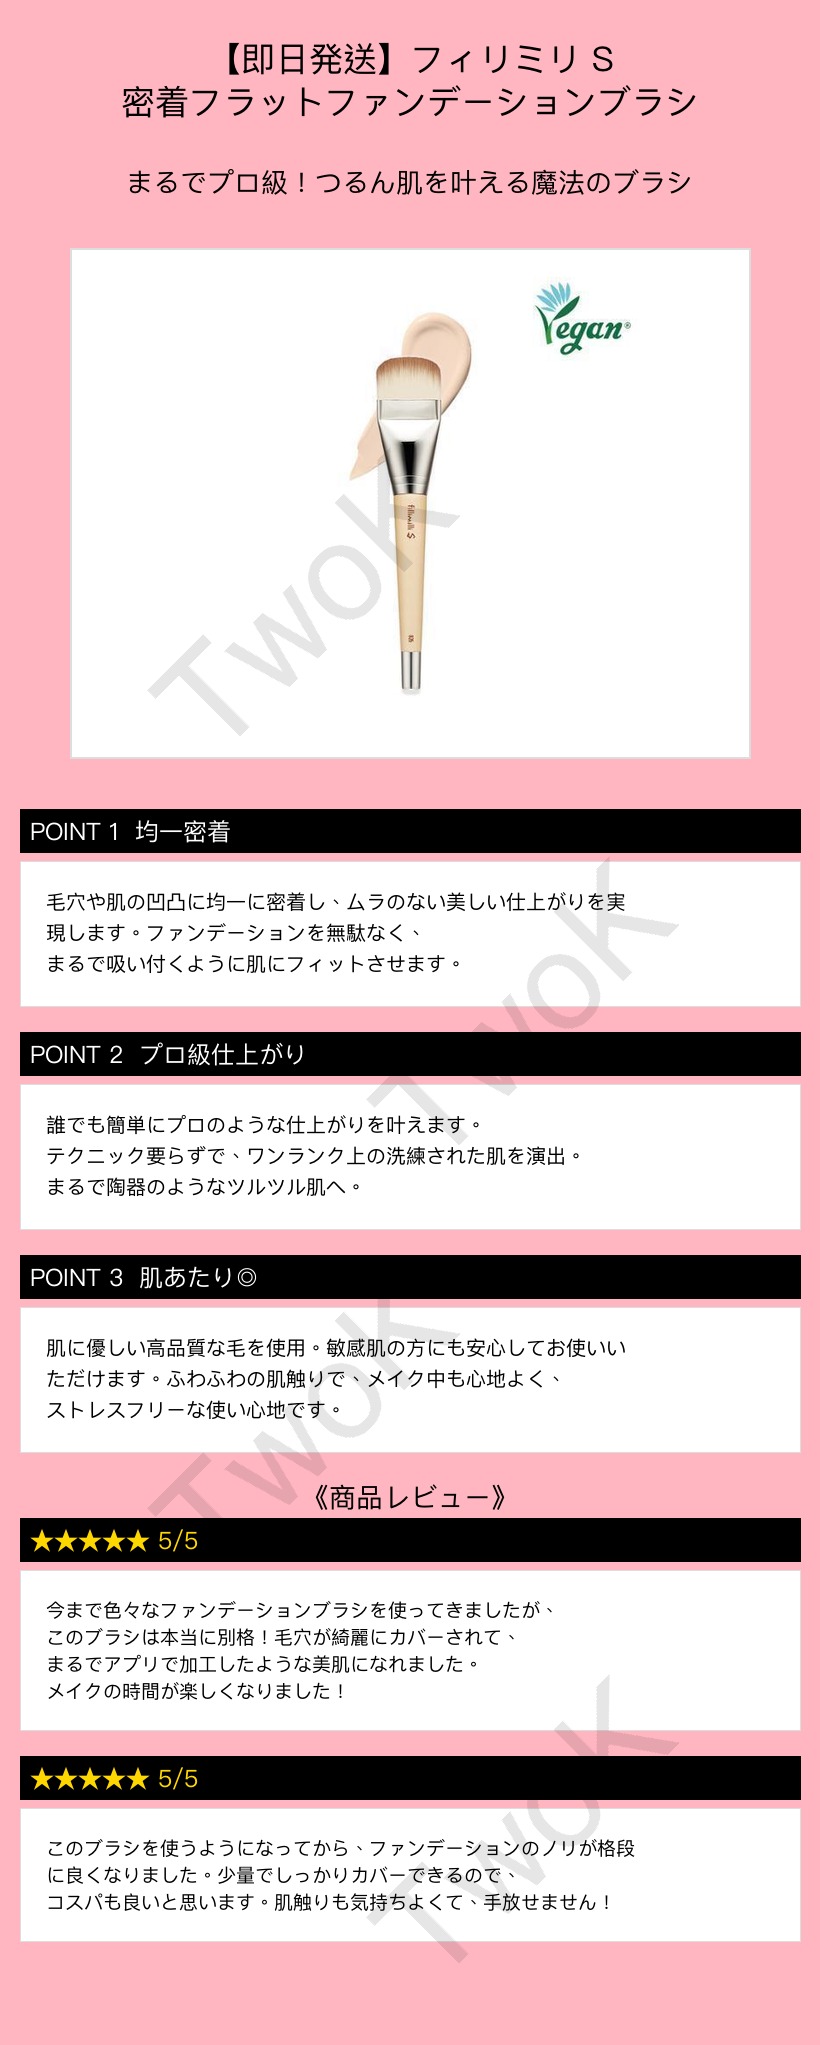 【即日発送】フィリミリ S
密着フラットファンデーションブラシ
まるでプロ級！つるん肌を叶える魔法のブラシ
Vegan®
fillimilli S
TwoK
POINT 1 均一密着
毛穴や肌の凹凸に均一に密着し、ムラのない美しい仕上がりを実
現します。ファンデーションを無駄なく、
まるで吸い付くように肌にフィットさせます。
TwoK
POINT 2 プロ級仕上がり
誰でも簡単にプロのような仕上がりを叶えます。
テクニック要らずで、ワンランク上の洗練された肌を演出。
まるで陶器のようなツルツル肌へ。
POINT 3 肌あたり◎
肌に優しい高品質な毛を使用。敏感肌の方にも安心してお使いい
ただけます。ふわふわの肌触りで、メイク中も心地よく、
ストレスフリーな使い心地です。
TwoK
《商品レビュー》
★★★★★ 5/5
今まで色々なファンデーションブラシを使ってきましたが、
このブラシは本当に別格！毛穴が綺麗にカバーされて、
まるでアプリで加工したような美肌になれました。
メイクの時間が楽しくなりました！
★★★★★ 5/5
このブラシを使うようになってから、ファンデーションのノリが格段
に良くなりました。少量でしっかりカバーできるので、
コスパも良いと思います。肌触りも気持ちよくて、手放せません！
TwoK